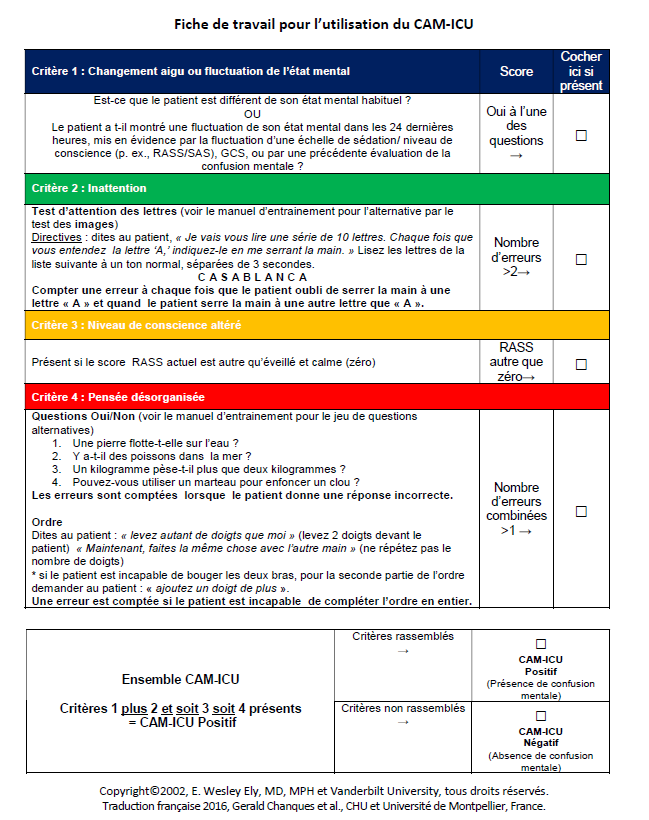 Fiche de travail pour l'utilisation du CAM-ICU
Critère 1 : Changement aigu ou fluctuation de l'état mental
Score
Cocher
ici si
présent
Est-ce que le patient est différent de son état mental habituel ?
OU
Le patient a t-il montré une fluctuation de son état mental dans les 24 dernières
heures, mis en évidence par la fluctuation d'une échelle de sédation/ niveau de
conscience (p. ex., RASS/SAS), GCS, ou par une précédente évaluation de la
confusion mentale ?
Oui à l'une
des
questions
→
☐
Critère 2 : Inattention
Test d'attention des lettres (voir le manuel d'entrainement pour l'alternative par le
test des images)
Directives : dites au patient, « Je vais vous lire une série de 10 lettres. Chaque fois que
vous entendez la lettre 'A,' indiquez-le en me serrant la main. » Lisez les lettres de la
liste suivante à un ton normal, séparées de 3 secondes.
C A S A B L A N C A
Compter une erreur à chaque fois que le patient oubli de serrer la main à une
lettre « A » et quand le patient serre la main à une autre lettre que « A ».
Nombre
d'erreurs
>2→
☐
Critère 3 : Niveau de conscience altéré
Présent si le score RASS actuel est autre qu'éveillé et calme (zéro)
RASS
autre que
zéro→
☐
Critère 4 : Pensée désorganisée
Questions Oui/Non (voir le manuel d'entrainement pour le jeu de questions
alternatives)
1. Une pierre flotte-t-elle sur l'eau ?
2. Y a-t-il des poissons dans la mer ?
3. Un kilogramme pèse-t-il plus que deux kilogrammes ?
4. Pouvez-vous utiliser un marteau pour enfoncer un clou ?
Les erreurs sont comptées lorsque le patient donne une réponse incorrecte.
Ordre
Dites au patient : « levez autant de doigts que moi » (levez 2 doigts devant le
patient) « Maintenant, faites la même chose avec l'autre main » (ne répétez pas le
nombre de doigts)
* si le patient est incapable de bouger les deux bras, pour la seconde partie de l'ordre
demander au patient : « ajoutez un doigt de plus ».
Une erreur est comptée si le patient est incapable de compléter l'ordre en entier.
Nombre
d'erreurs
combinées
>1 →
☐
Ensemble CAM-ICU
Critères 1 plus 2 et soit 3 soit 4 présents
= CAM-ICU Positif
Critères rassemblés
→
☐
CAM-ICU
Positif
(Présence de confusion
mentale)
Critères non rassemblés
→
☐
CAM-ICU
Négatif
(Absence de confusion
mentale)
Copyright©2002, E. Wesley Ely, MD, MPH et Vanderbilt University, tous droits réservés.
Traduction française 2016, Gerald Chanques et al., CHU et Université de Montpellier, France.